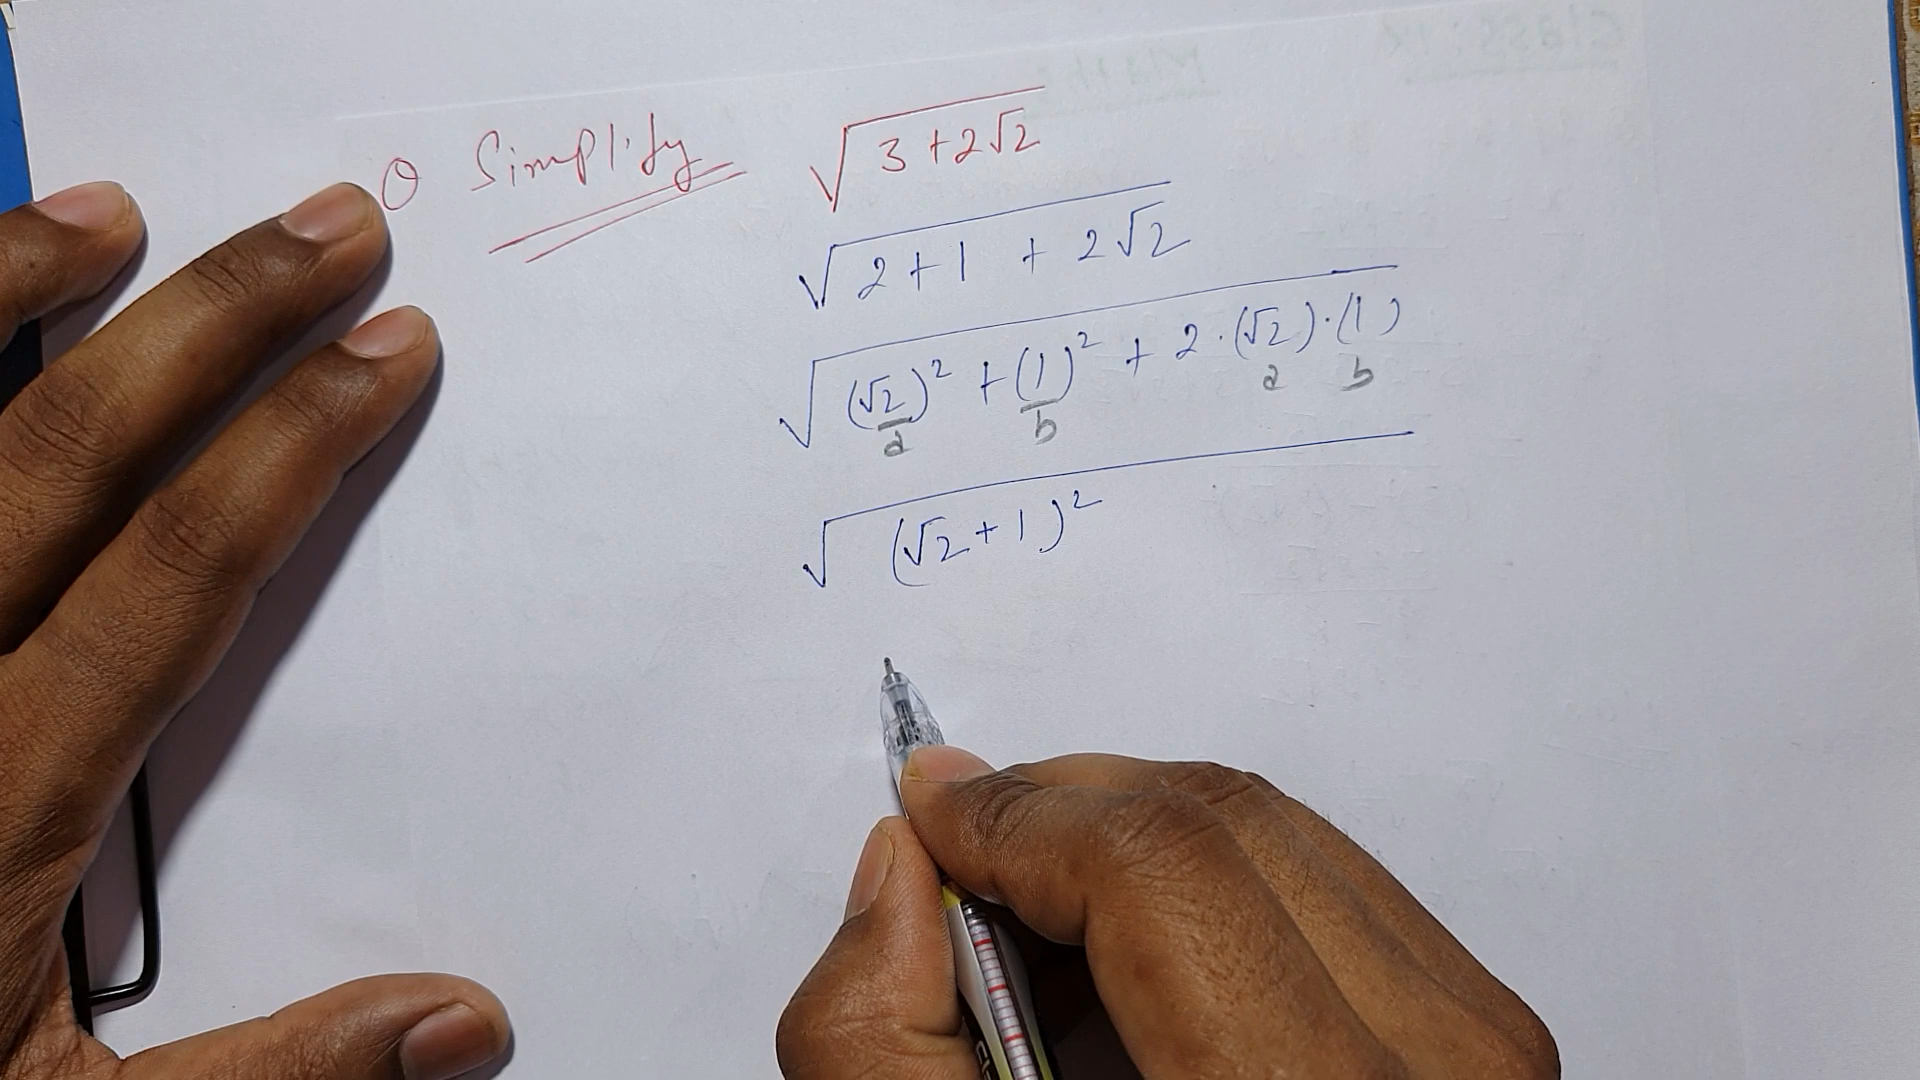 Q Simplify √(3+2√2)
√(2+1 + 2√2)
√((√2)² + (1)² + 2·(√2)·(1))
a b a b
√((√2+1)²)